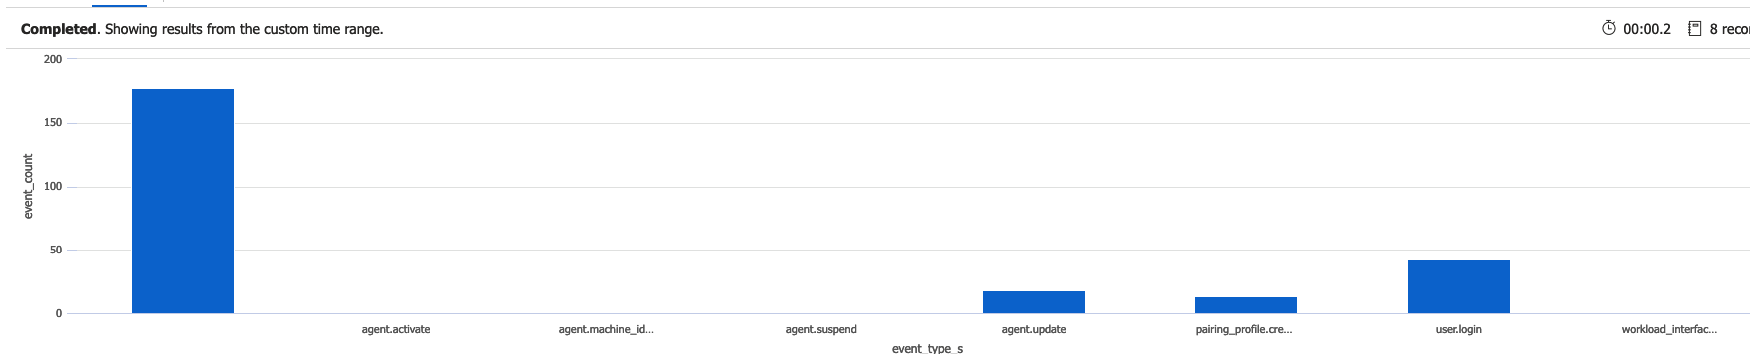 Completed. Showing results from the custom time range.
00:00.2
8 recor
200
150
100
50
0
event_count
agent.activate
agent.machine_id...
agent.suspend
agent.update
pairing_profile.cre...
user.login
workload_interfac...
event_type_s